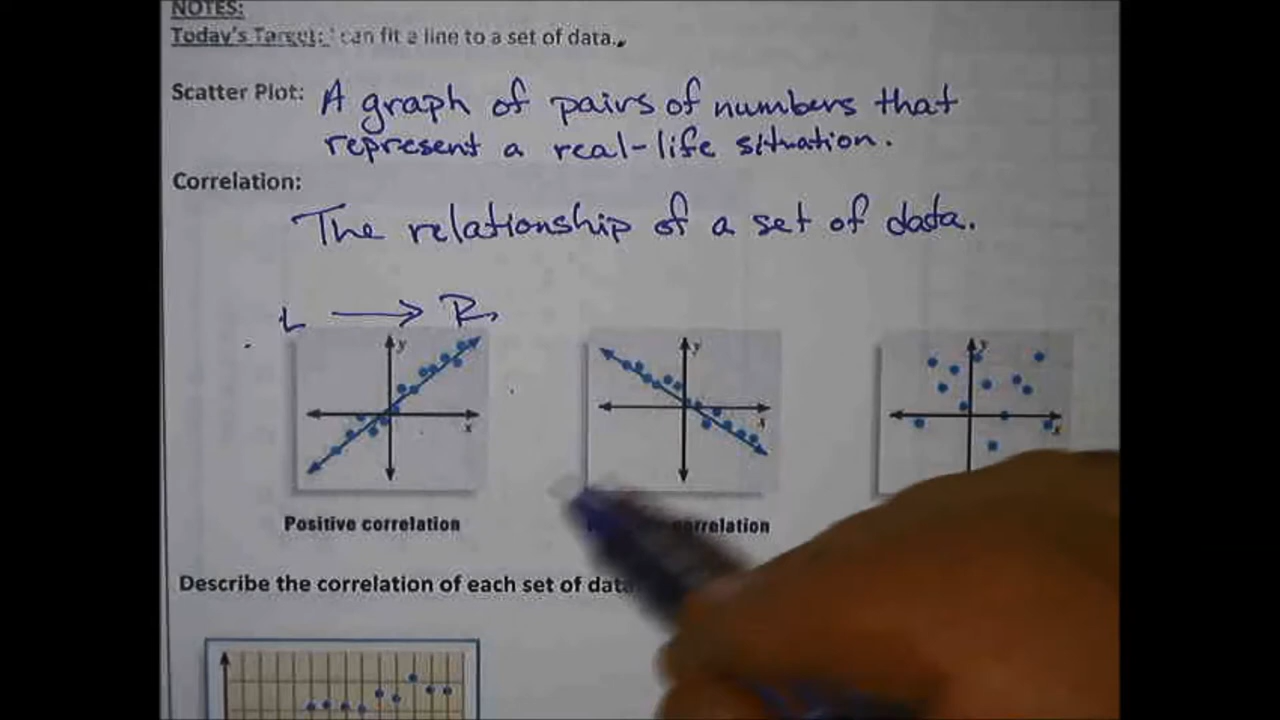 NOTES:
Today's Target: I can fit a line to a set of data.
Scatter Plot: A graph of pairs of numbers that
represent a real-life situation.
Correlation:
The relationship of a set of data.
L → R
y
x
y
x
y
x
Positive correlation
correlation
Describe the correlation of each set of data